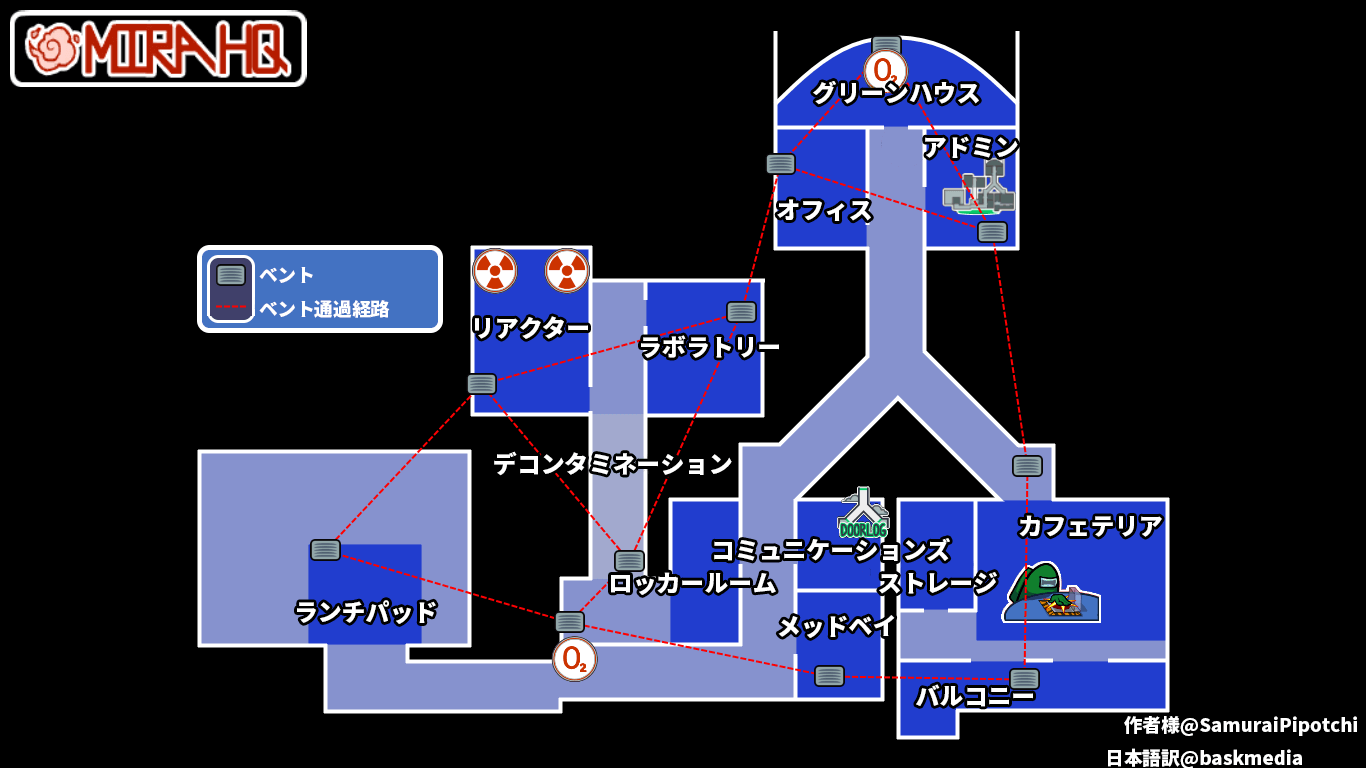 MIRA HQ
O₂
グリーンハウス
アドミン
オフィス
ベント
ベント通過経路
リアクター
ラボラトリー
デコンタミネーション
DOORLOG
カフェテリア
コミュニケーションズ
ロッカールーム
ストレージ
ランチパッド
メッドベイ
O₂
バルコニー
作者様@SamuraiPipotchi
日本語訳@baskmedia